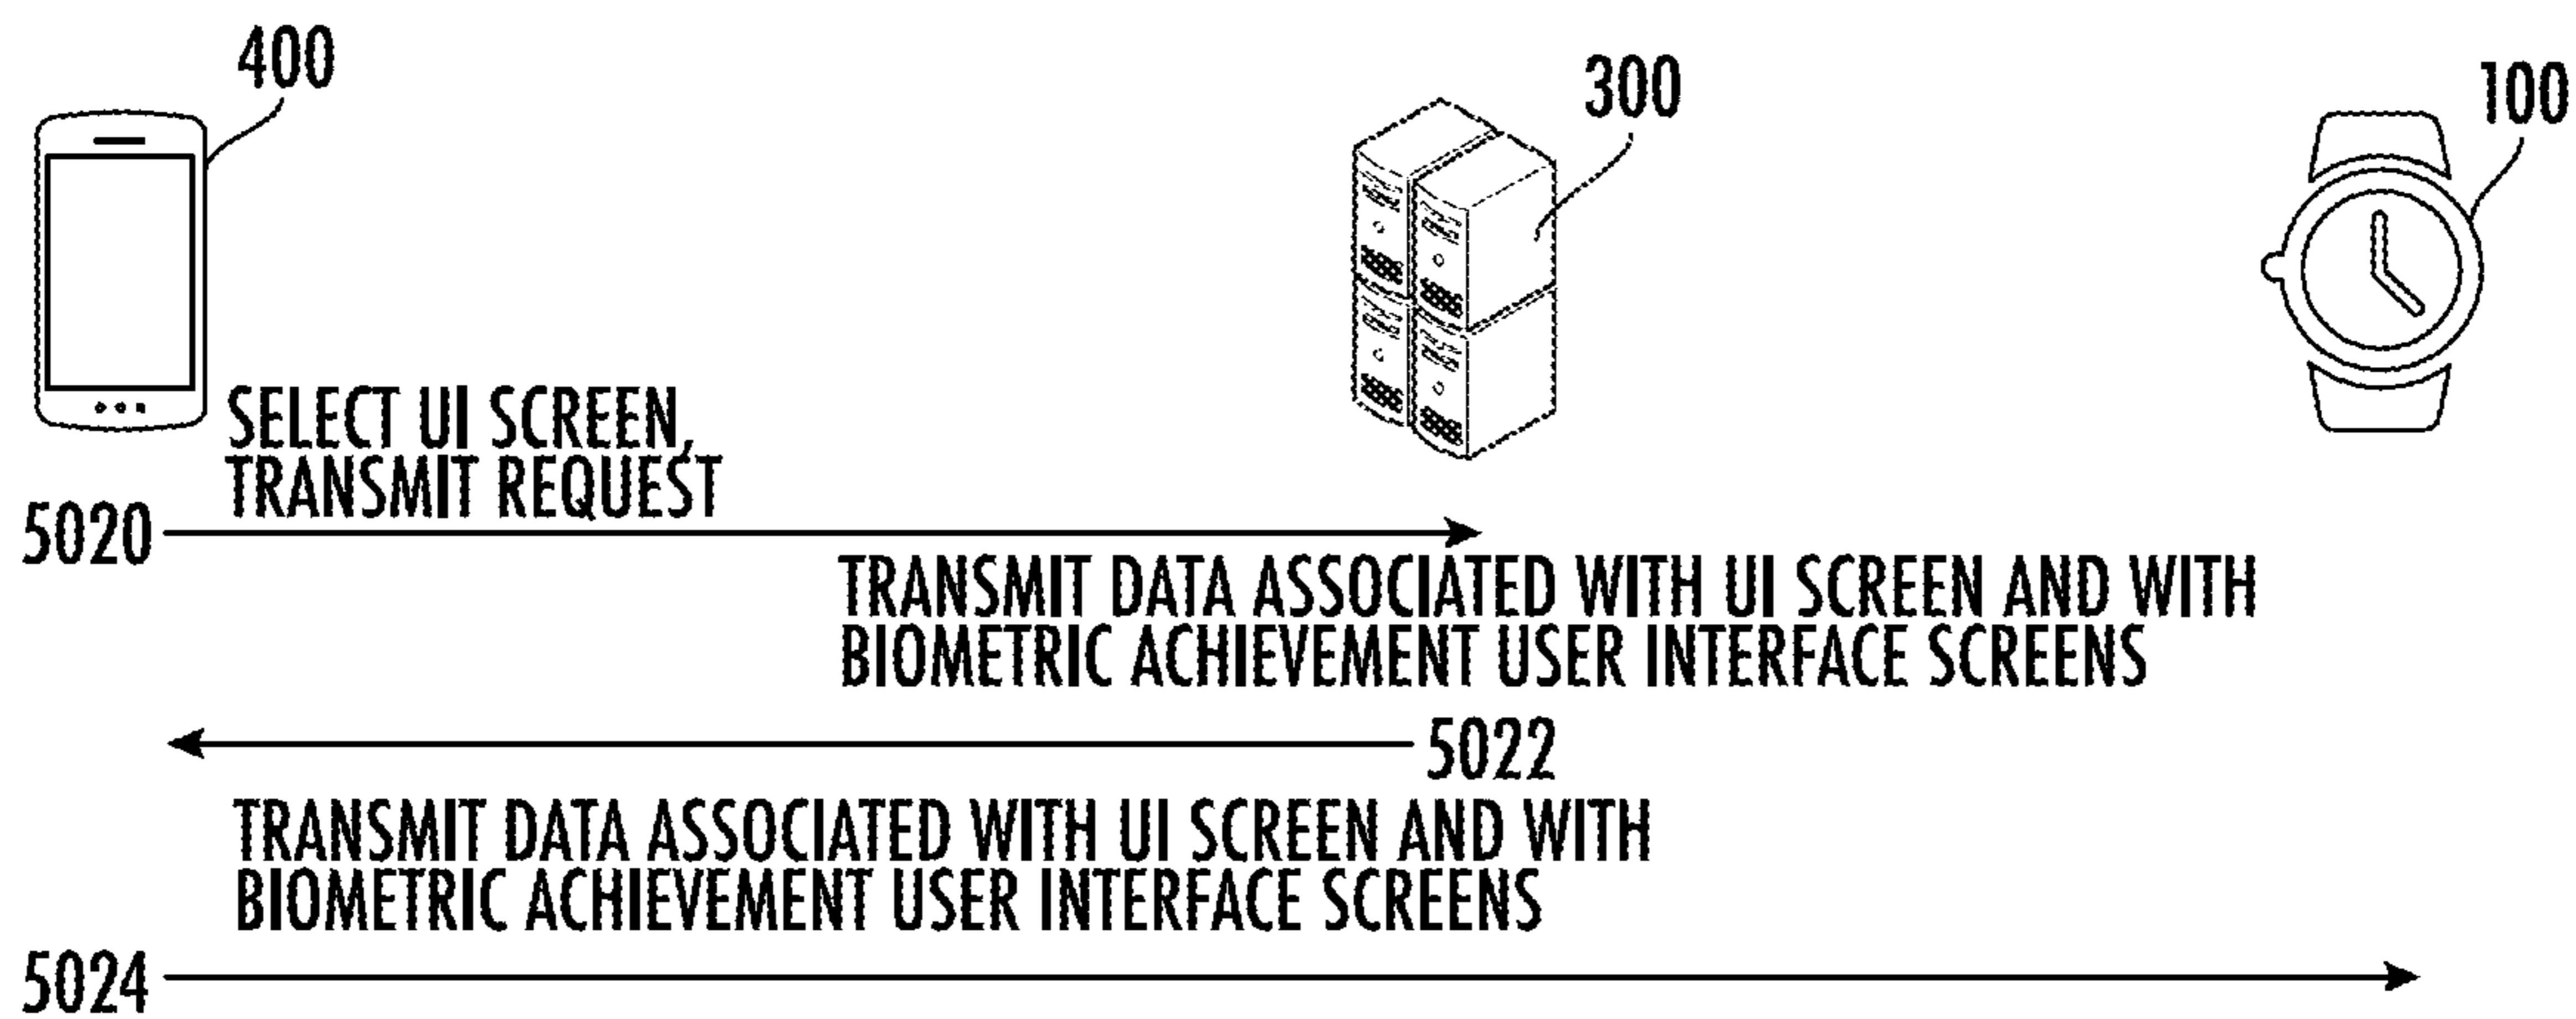 400
300
100
SELECT UI SCREEN,
TRANSMIT REQUEST
5020
TRANSMIT DATA ASSOCIATED WITH UI SCREEN AND WITH
BIOMETRIC ACHIEVEMENT USER INTERFACE SCREENS
5022
TRANSMIT DATA ASSOCIATED WITH UI SCREEN AND WITH
BIOMETRIC ACHIEVEMENT USER INTERFACE SCREENS
5024